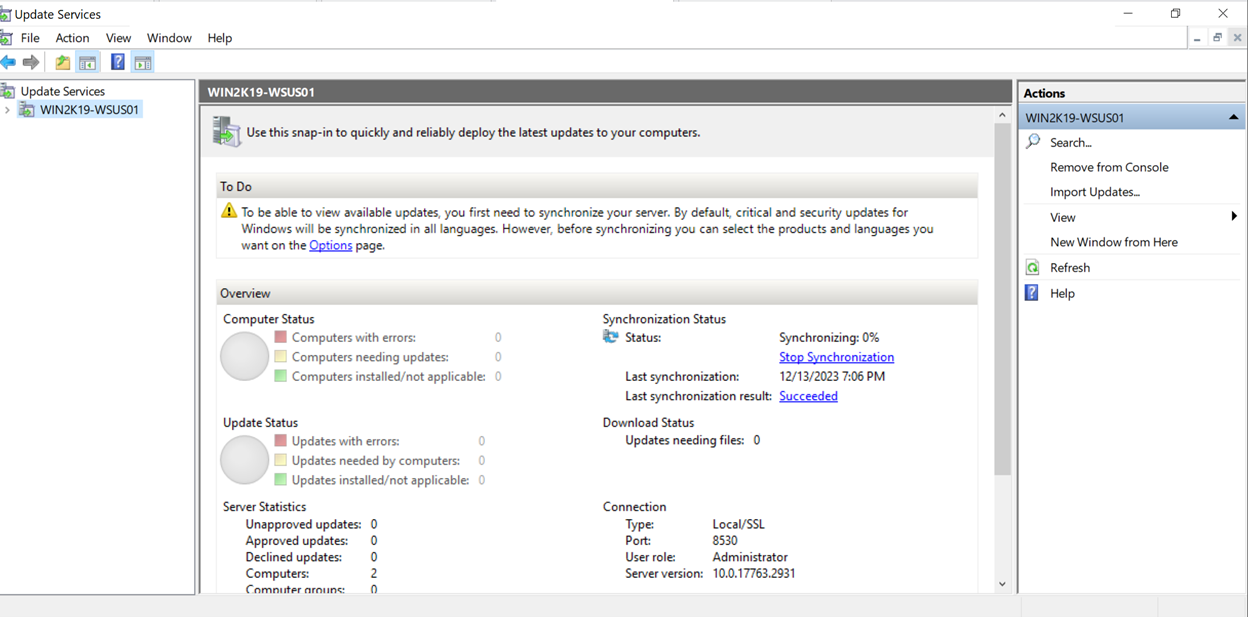 Update Services
File Action View Window Help
Update Services
WIN2K19-WSUS01
WIN2K19-WSUS01
Use this snap-in to quickly and reliably deploy the latest updates to your computers.
To Do
To be able to view available updates, you first need to synchronize your server. By default, critical and security updates for
Windows will be synchronized in all languages. However, before synchronizing you can select the products and languages you
want on the Options page.
Overview
Computer Status
Computers with errors: 0
Computers needing updates: 0
Computers installed/not applicable: 0
Update Status
Updates with errors: 0
Updates needed by computers: 0
Updates installed/not applicable: 0
Server Statistics
Unapproved updates: 0
Approved updates: 0
Declined updates: 0
Computers: 2
Computer groups: 0
Synchronization Status
Status: Synchronizing: 0%
Stop Synchronization
Last synchronization: 12/13/2023 7:06 PM
Last synchronization result: Succeeded
Download Status
Updates needing files: 0
Connection
Type: Local/SSL
Port: 8530
User role: Administrator
Server version: 10.0.17763.2931
Actions
WIN2K19-WSUS01
Search...
Remove from Console
Import Updates...
View
New Window from Here
Refresh
Help